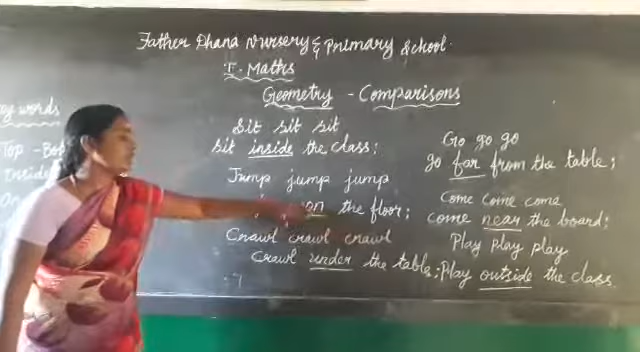 Father Dhana Nursery & Primary School.
I. Maths
Geometry - Comparisons
Sit sit sit
Sit inside the class;
Jump jump jump
on the floor;
Crawl crawl crawl
Crawl under the table;
Go go go
go far from the table;
Come come come
come near the board;
Play Play play
Play outside the class.
words
Top - Bo
Inside
On